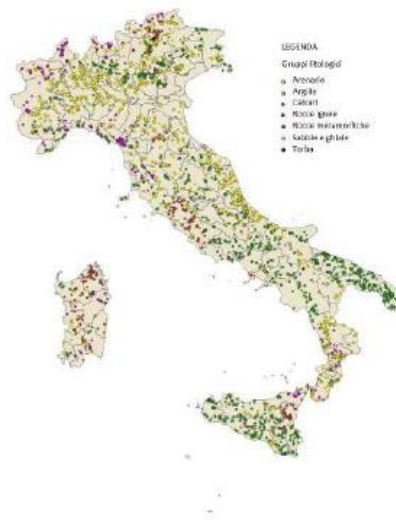 LEGENDA
Gruppi litologici
Arenarie
Argille
Calcari
Rocce ignee
Rocce metamorfiche
Sabbie e ghiaie
Torba